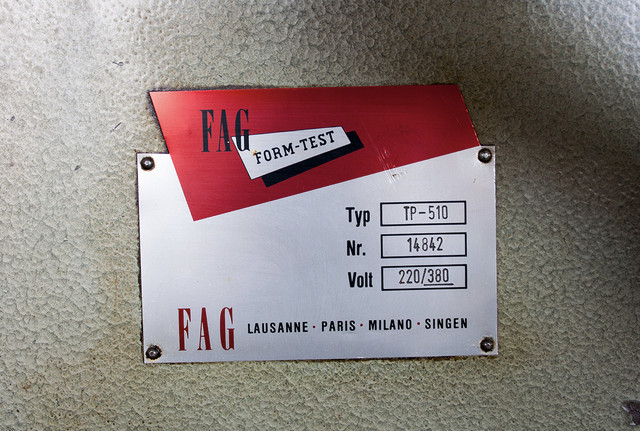 FAG
FORM-TEST
Typ TP-510
Nr. 14842
Volt 220/380
FAG LAUSANNE · PARIS · MILANO · SINGEN